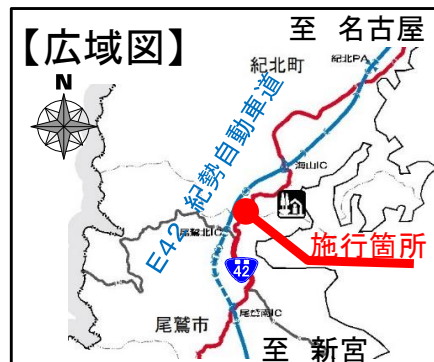 【広域図】
至 名古屋
紀北町
紀北PA
N
E42 紀勢自動車道
海山IC
施行箇所
尾鷲北IC
42
尾鷲市
尾鷲南IC
至 新宮